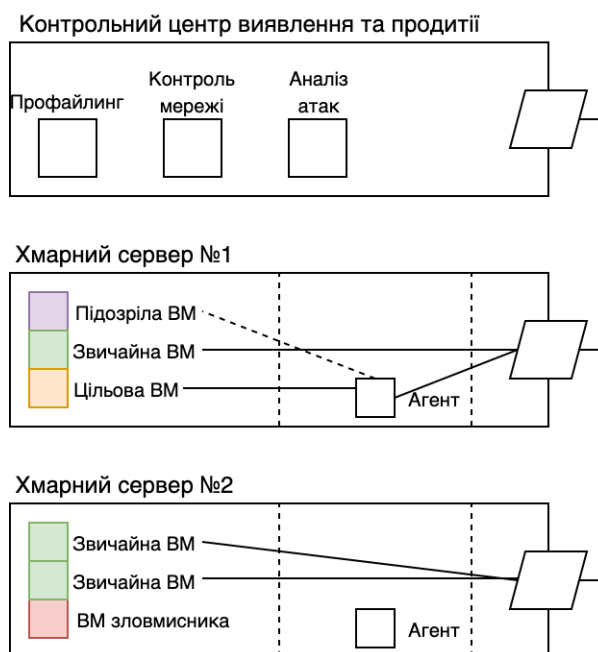 Контрольний центр виявлення та продитії
Профайлинг
Контроль
мережі
Аналіз
атак
Хмарний сервер №1
Підозріла ВМ
Звичайна ВМ
Цільова ВМ
Агент
Хмарний сервер №2
Звичайна ВМ
Звичайна ВМ
ВМ зловмисника
Агент